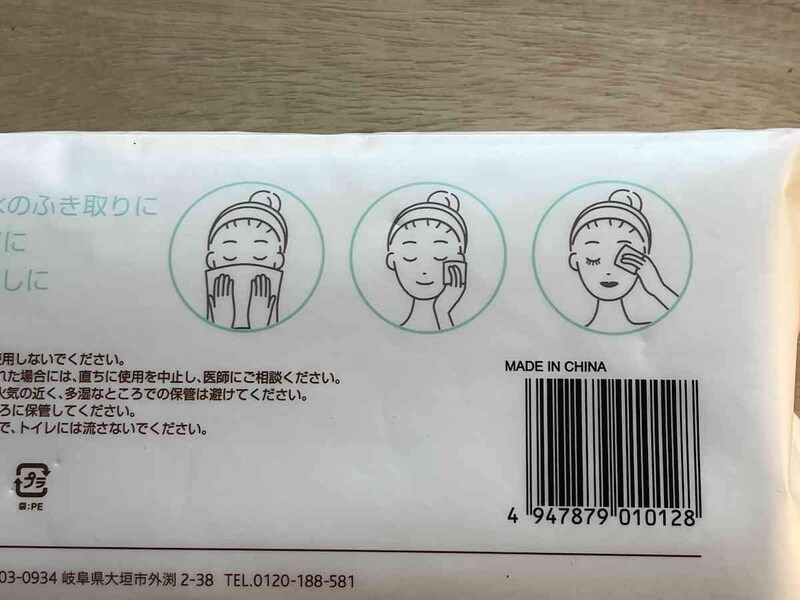 のふき取りに
に
しに
使用しないでください。
れた場合には、直ちに使用を中止し、医師にご相談ください。
火気の近く、多湿なところでの保管は避けてください。
ろに保管してください。
で、トイレには流さないでください。
MADE IN CHINA
プラ
袋:PE
4 947879 010128
03-0934 岐阜県大垣市外渕 2-38 TEL.0120-188-581